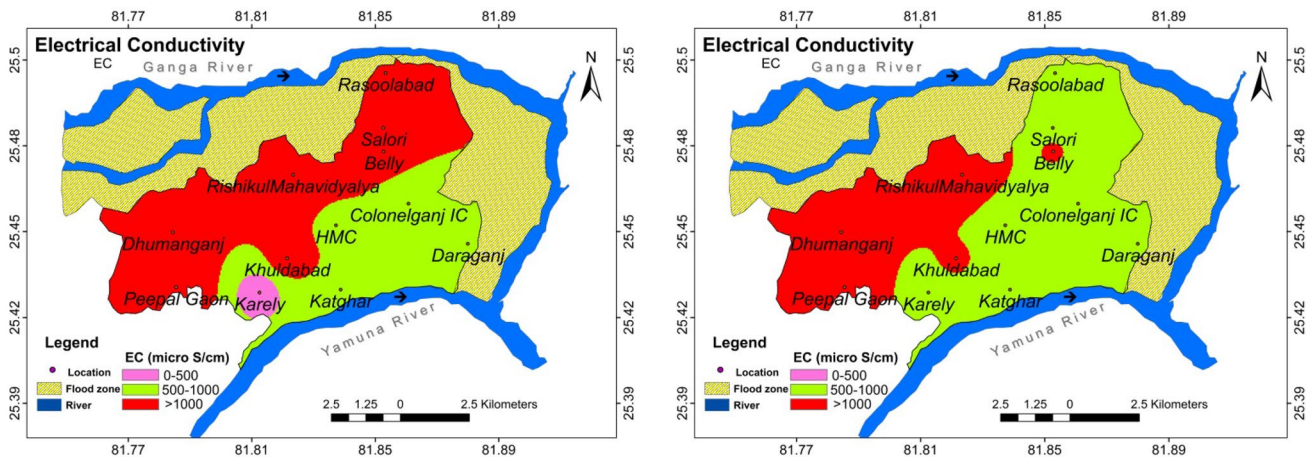 81.77 81.81 81.85 81.89
Electrical Conductivity
EC
Ganga River
N
Rasoolabad
Salori
Belly
RishikulMahavidyalya
Colonelganj IC
HMC
Dhumanganj
Daraganj
Khuldabad
Peepal Gaon
Karely
Katghar
Yamuna River
Legend
Location
Flood zone
River
EC (micro S/cm)
0-500
500-1000
>1000
2.5 1.25 0 2.5 Kilometers
25.5
25.48
25.45
25.42
25.39
81.77 81.81 81.85 81.89
81.77 81.81 81.85 81.89
Electrical Conductivity
EC
Ganga River
N
Rasoolabad
Salori
Belly
RishikulMahavidyalya
Colonelganj IC
HMC
Dhumanganj
Daraganj
Khuldabad
Peepal Gaon
Karely
Katghar
Yamuna River
Legend
Location
Flood zone
River
EC (micro S/cm)
0-500
500-1000
>1000
2.5 1.25 0 2.5 Kilometers
25.5
25.48
25.45
25.42
25.39
81.77 81.81 81.85 81.89